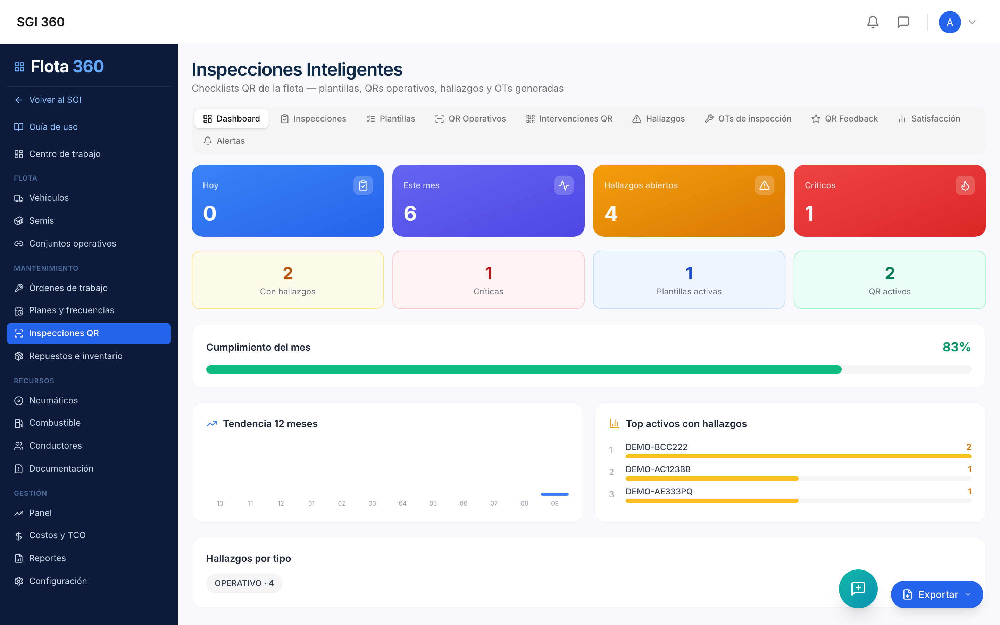 SGI 360
A
Flota 360
Volver al SGI
Guía de uso
Centro de trabajo
FLOTA
Vehículos
Semis
Conjuntos operativos
MANTENIMIENTO
Órdenes de trabajo
Planes y frecuencias
Inspecciones QR
Repuestos e inventario
RECURSOS
Neumáticos
Combustible
Conductores
Documentación
GESTIÓN
Panel
Costos y TCO
Reportes
Configuración
Inspecciones Inteligentes
Checklists QR de la flota — plantillas, QRs operativos, hallazgos y OTs generadas
Dashboard Inspecciones Plantillas QR Operativos Intervenciones QR Hallazgos OTs de inspección QR Feedback Satisfacción
Alertas
Hoy
0
Este mes
6
Hallazgos abiertos
4
Críticos
1
2
Con hallazgos
1
Críticas
1
Plantillas activas
2
QR activos
Cumplimiento del mes 83%
Tendencia 12 meses
10 11 12 01 02 03 04 05 06 07 08 09
Top activos con hallazgos
1 DEMO-BCC222 2
2 DEMO-AC123BB 1
3 DEMO-AE333PQ 1
Hallazgos por tipo
OPERATIVO · 4
Exportar